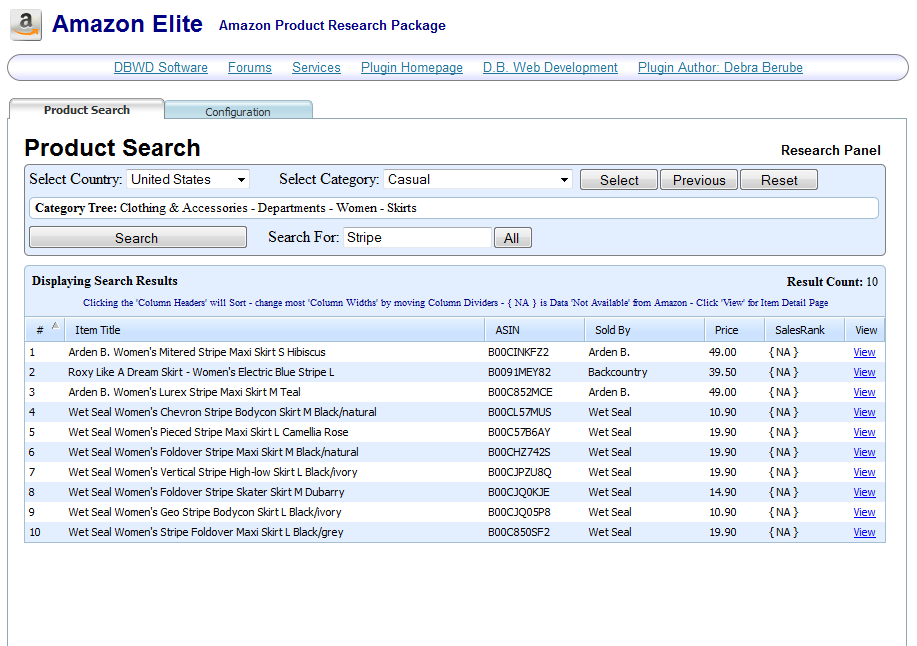 a Amazon Elite Amazon Product Research Package
DBWD Software Forums Services Plugin Homepage D.B. Web Development Plugin Author: Debra Berube
Product Search Configuration
Product Search Research Panel
Select Country: United States Select Category: Casual Select Previous Reset
Category Tree: Clothing & Accessories - Departments - Women - Skirts
Search Search For: Stripe All
Displaying Search Results Result Count: 10
Clicking the 'Column Headers' will Sort - change most 'Column Widths' by moving Column Dividers - { NA } is Data 'Not Available' from Amazon - Click 'View' for Item Detail Page
# Item Title ASIN Sold By Price SalesRank View
1 Arden B. Women's Mitered Stripe Maxi Skirt S Hibiscus B00CINKFZ2 Arden B. 49.00 { NA } View
2 Roxy Like A Dream Skirt - Women's Electric Blue Stripe L B0091MEY82 Backcountry 39.50 { NA } View
3 Arden B. Women's Lurex Stripe Maxi Skirt M Teal B00C852MCE Arden B. 49.00 { NA } View
4 Wet Seal Women's Chevron Stripe Bodycon Skirt M Black/natural B00CL57MUS Wet Seal 10.90 { NA } View
5 Wet Seal Women's Pieced Stripe Maxi Skirt L Camellia Rose B00C57B6AY Wet Seal 19.90 { NA } View
6 Wet Seal Women's Foldover Stripe Maxi Skirt M Black/natural B00CHZ742S Wet Seal 19.90 { NA } View
7 Wet Seal Women's Vertical Stripe High-low Skirt L Black/ivory B00CJPZU8Q Wet Seal 19.90 { NA } View
8 Wet Seal Women's Foldover Stripe Skater Skirt M Dubarry B00CJQ0KJE Wet Seal 14.90 { NA } View
9 Wet Seal Women's Geo Stripe Bodycon Skirt L Black/ivory B00CJQ05P8 Wet Seal 10.90 { NA } View
10 Wet Seal Women's Stripe Foldover Maxi Skirt L Black/grey B00C850SF2 Wet Seal 19.90 { NA } View